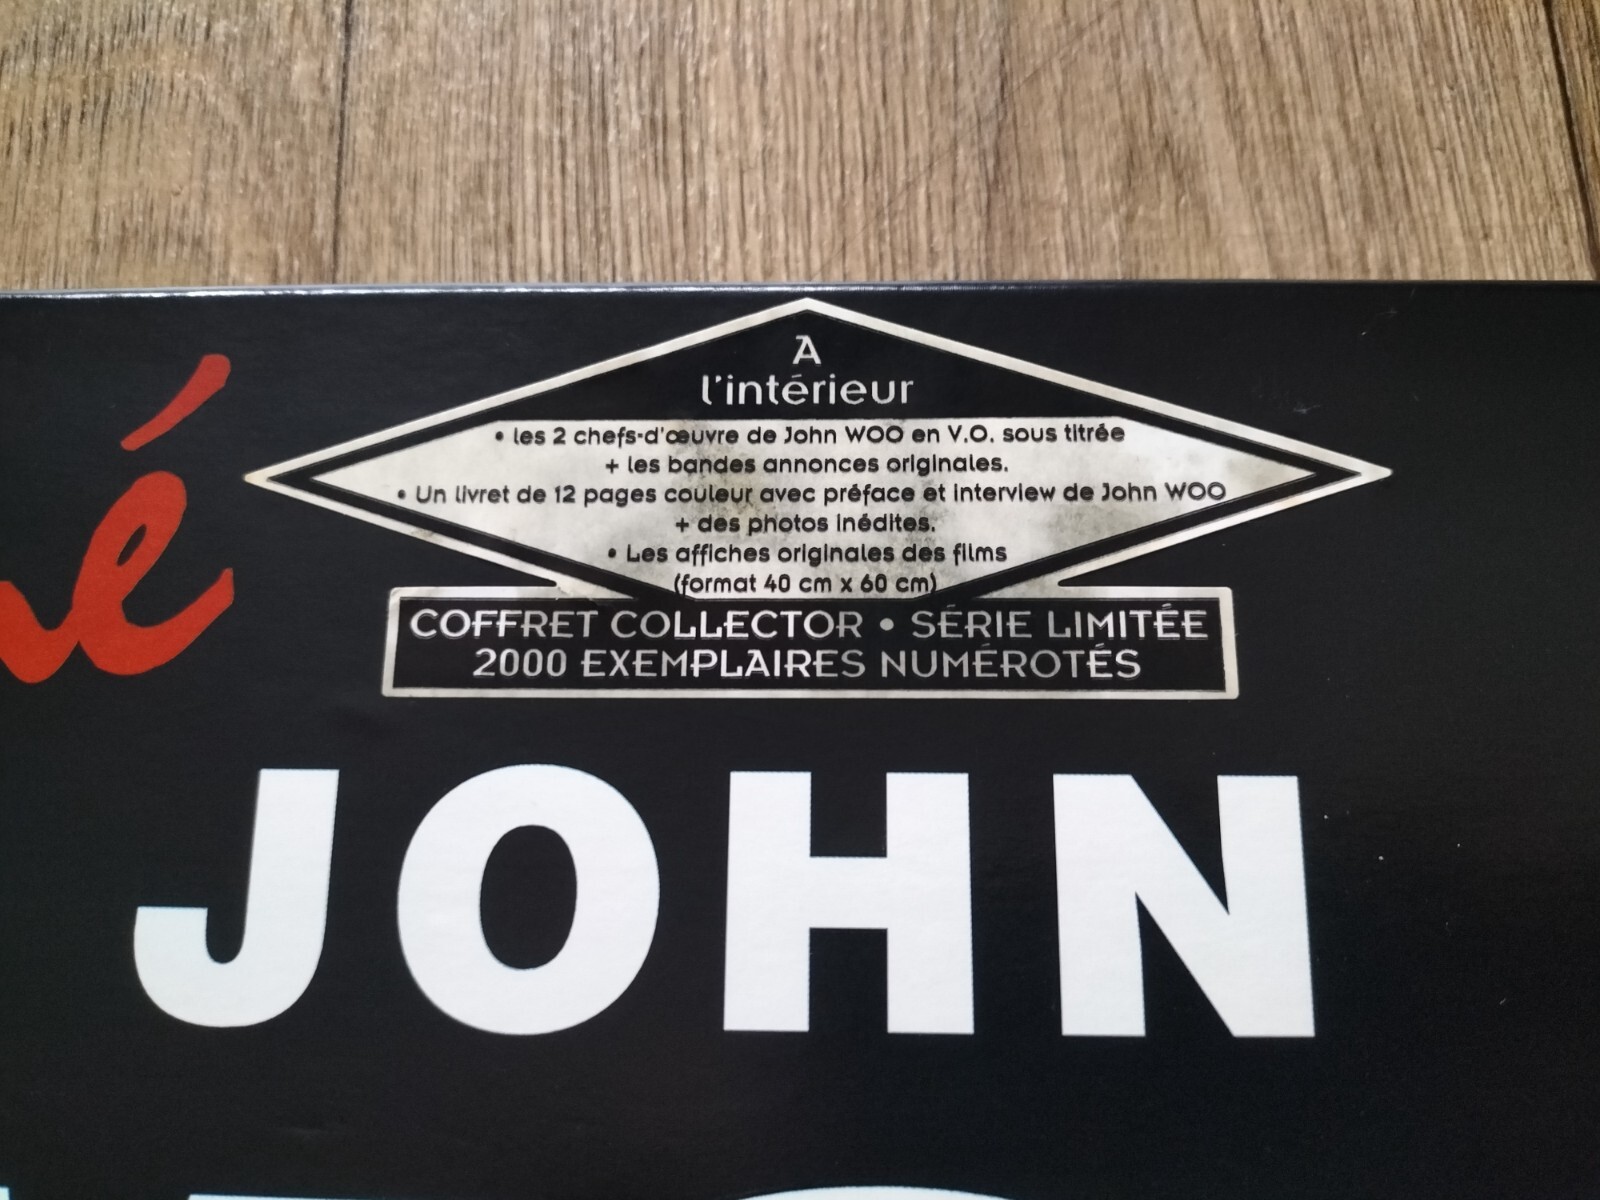 A
l'intérieur
• les 2 chefs-d'œuvre de John WOO en V.O. sous titrée
+ les bandes annonces originales.
• Un livret de 12 pages couleur avec préface et interview de John WOO
+ des photos inédites.
• Les affiches originales des films
(format 40 cm x 60 cm)
COFFRET COLLECTOR • SÉRIE LIMITÉE
2000 EXEMPLAIRES NUMÉROTÉS
JOHN